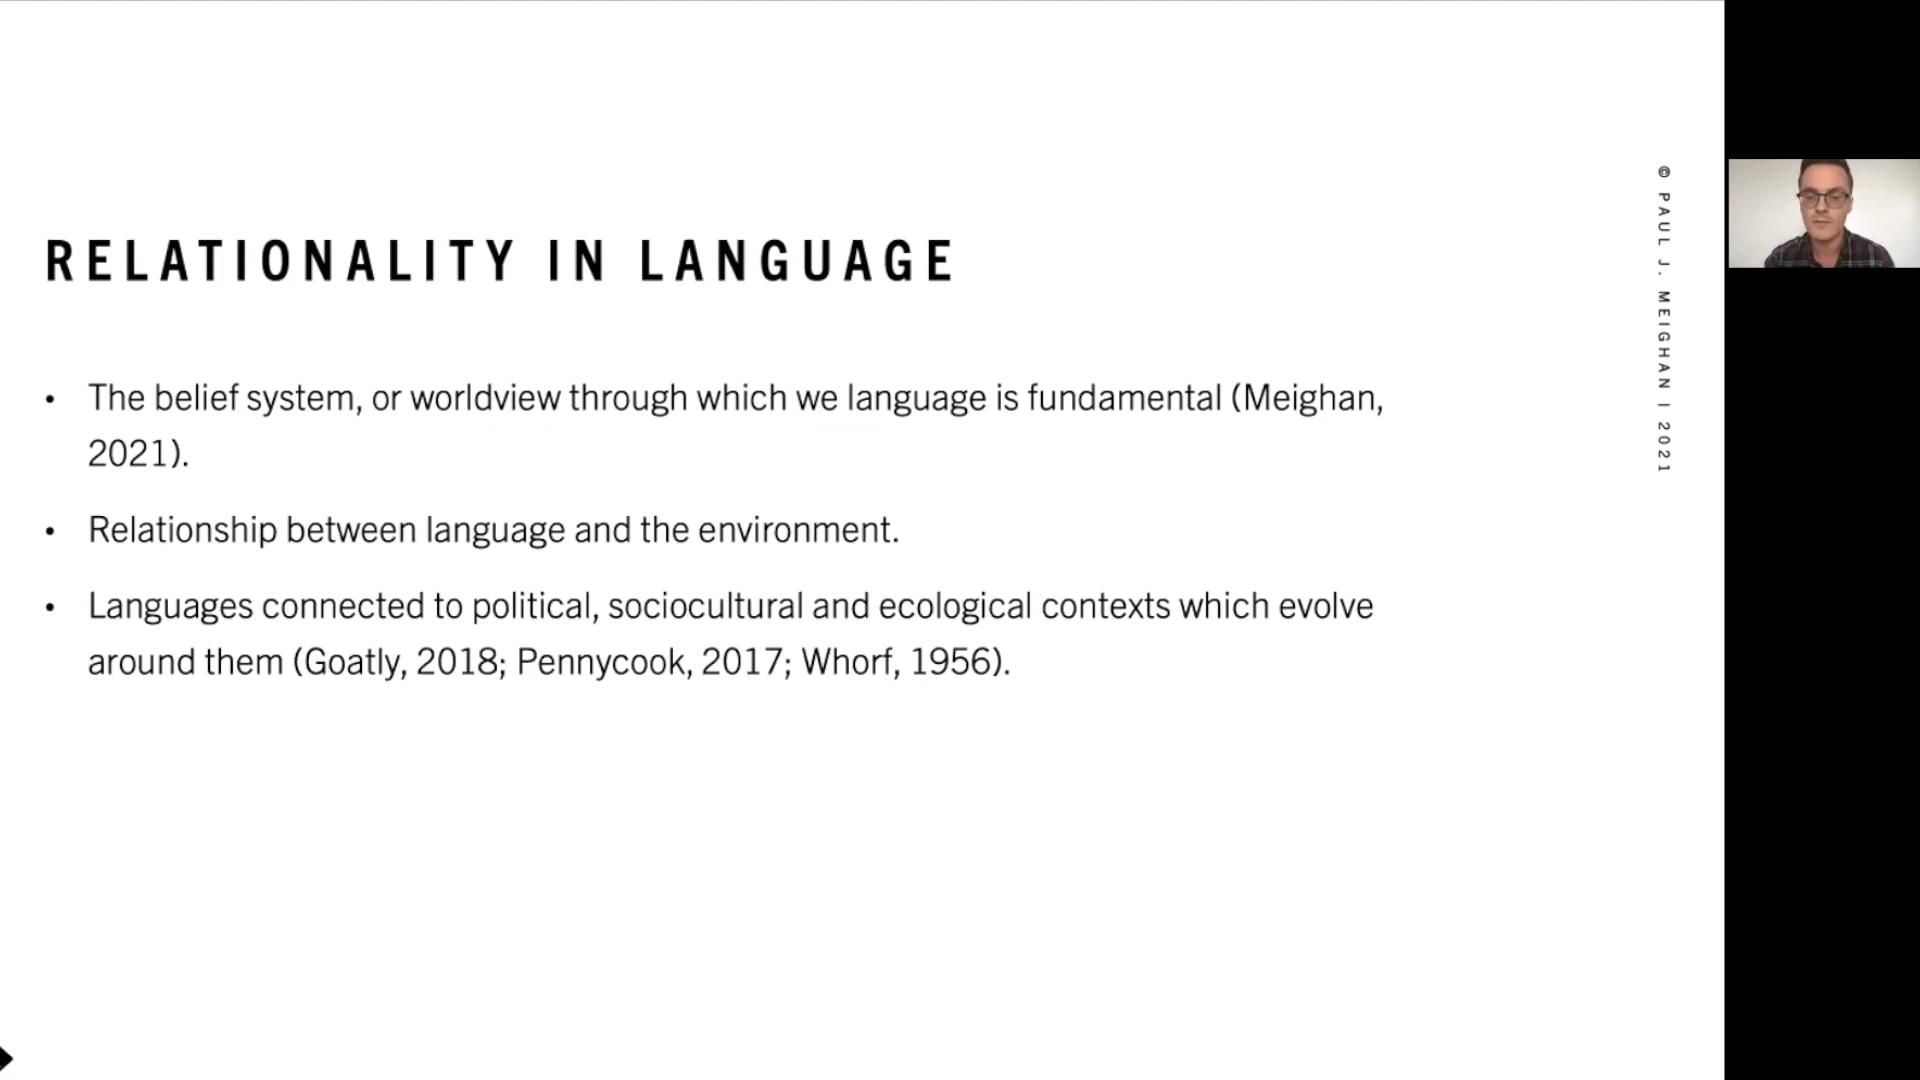 RELATIONALITY IN LANGUAGE
• The belief system, or worldview through which we language is fundamental (Meighan,
2021).
• Relationship between language and the environment.
• Languages connected to political, sociocultural and ecological contexts which evolve
around them (Goatly, 2018; Pennycook, 2017; Whorf, 1956).
© PAUL J. MEIGHAN | 2021